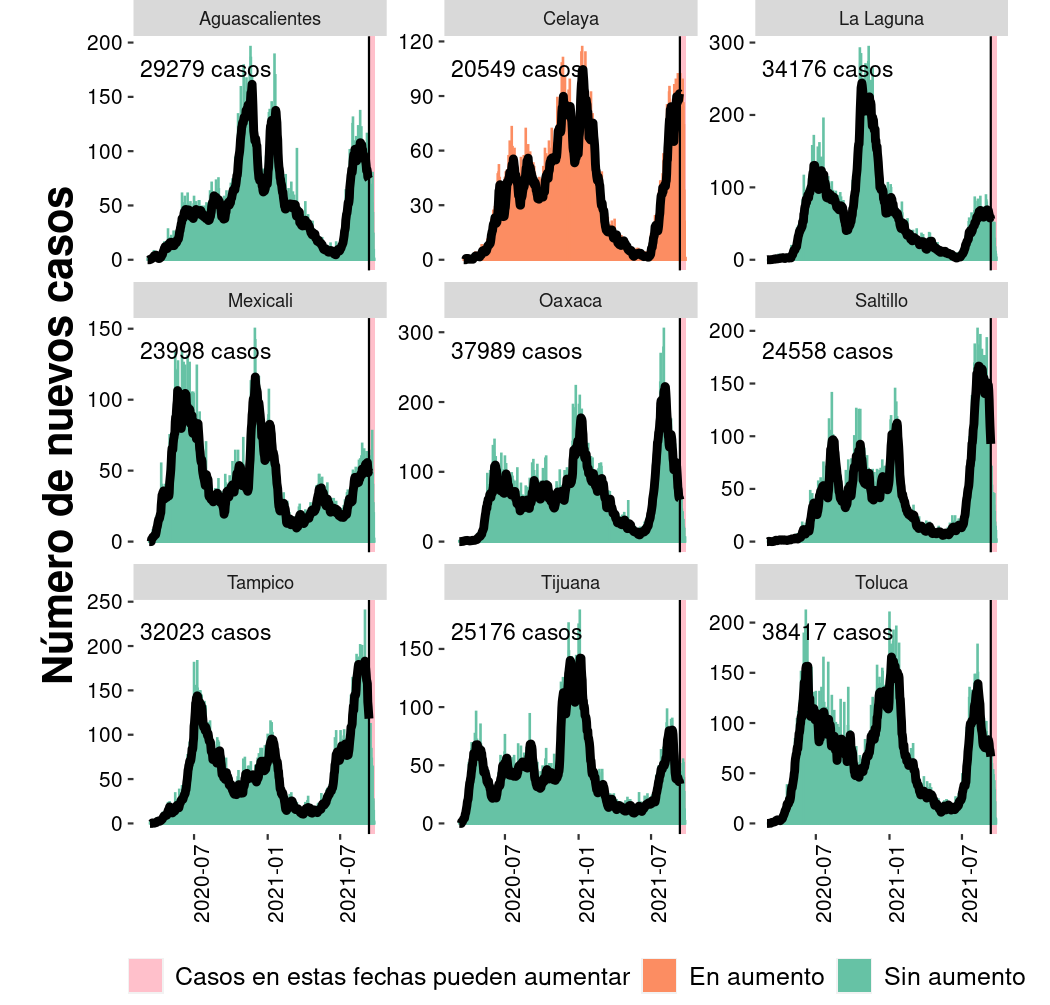 Número de nuevos casos
Aguascalientes
Celaya
La Laguna
200
150
100
50
0
29279 casos
120
90
60
30
0
20549 casos
300
200
100
0
34176 casos
Mexicali
Oaxaca
Saltillo
150
100
50
0
23998 casos
300
200
100
0
37989 casos
200
150
100
50
0
24558 casos
Tampico
Tijuana
Toluca
250
200
150
100
50
0
32023 casos
150
100
50
0
25176 casos
200
150
100
50
0
38417 casos
2020-07
2021-01
2021-07
2020-07
2021-01
2021-07
2020-07
2021-01
2021-07
Casos en estas fechas pueden aumentar
En aumento
Sin aumento